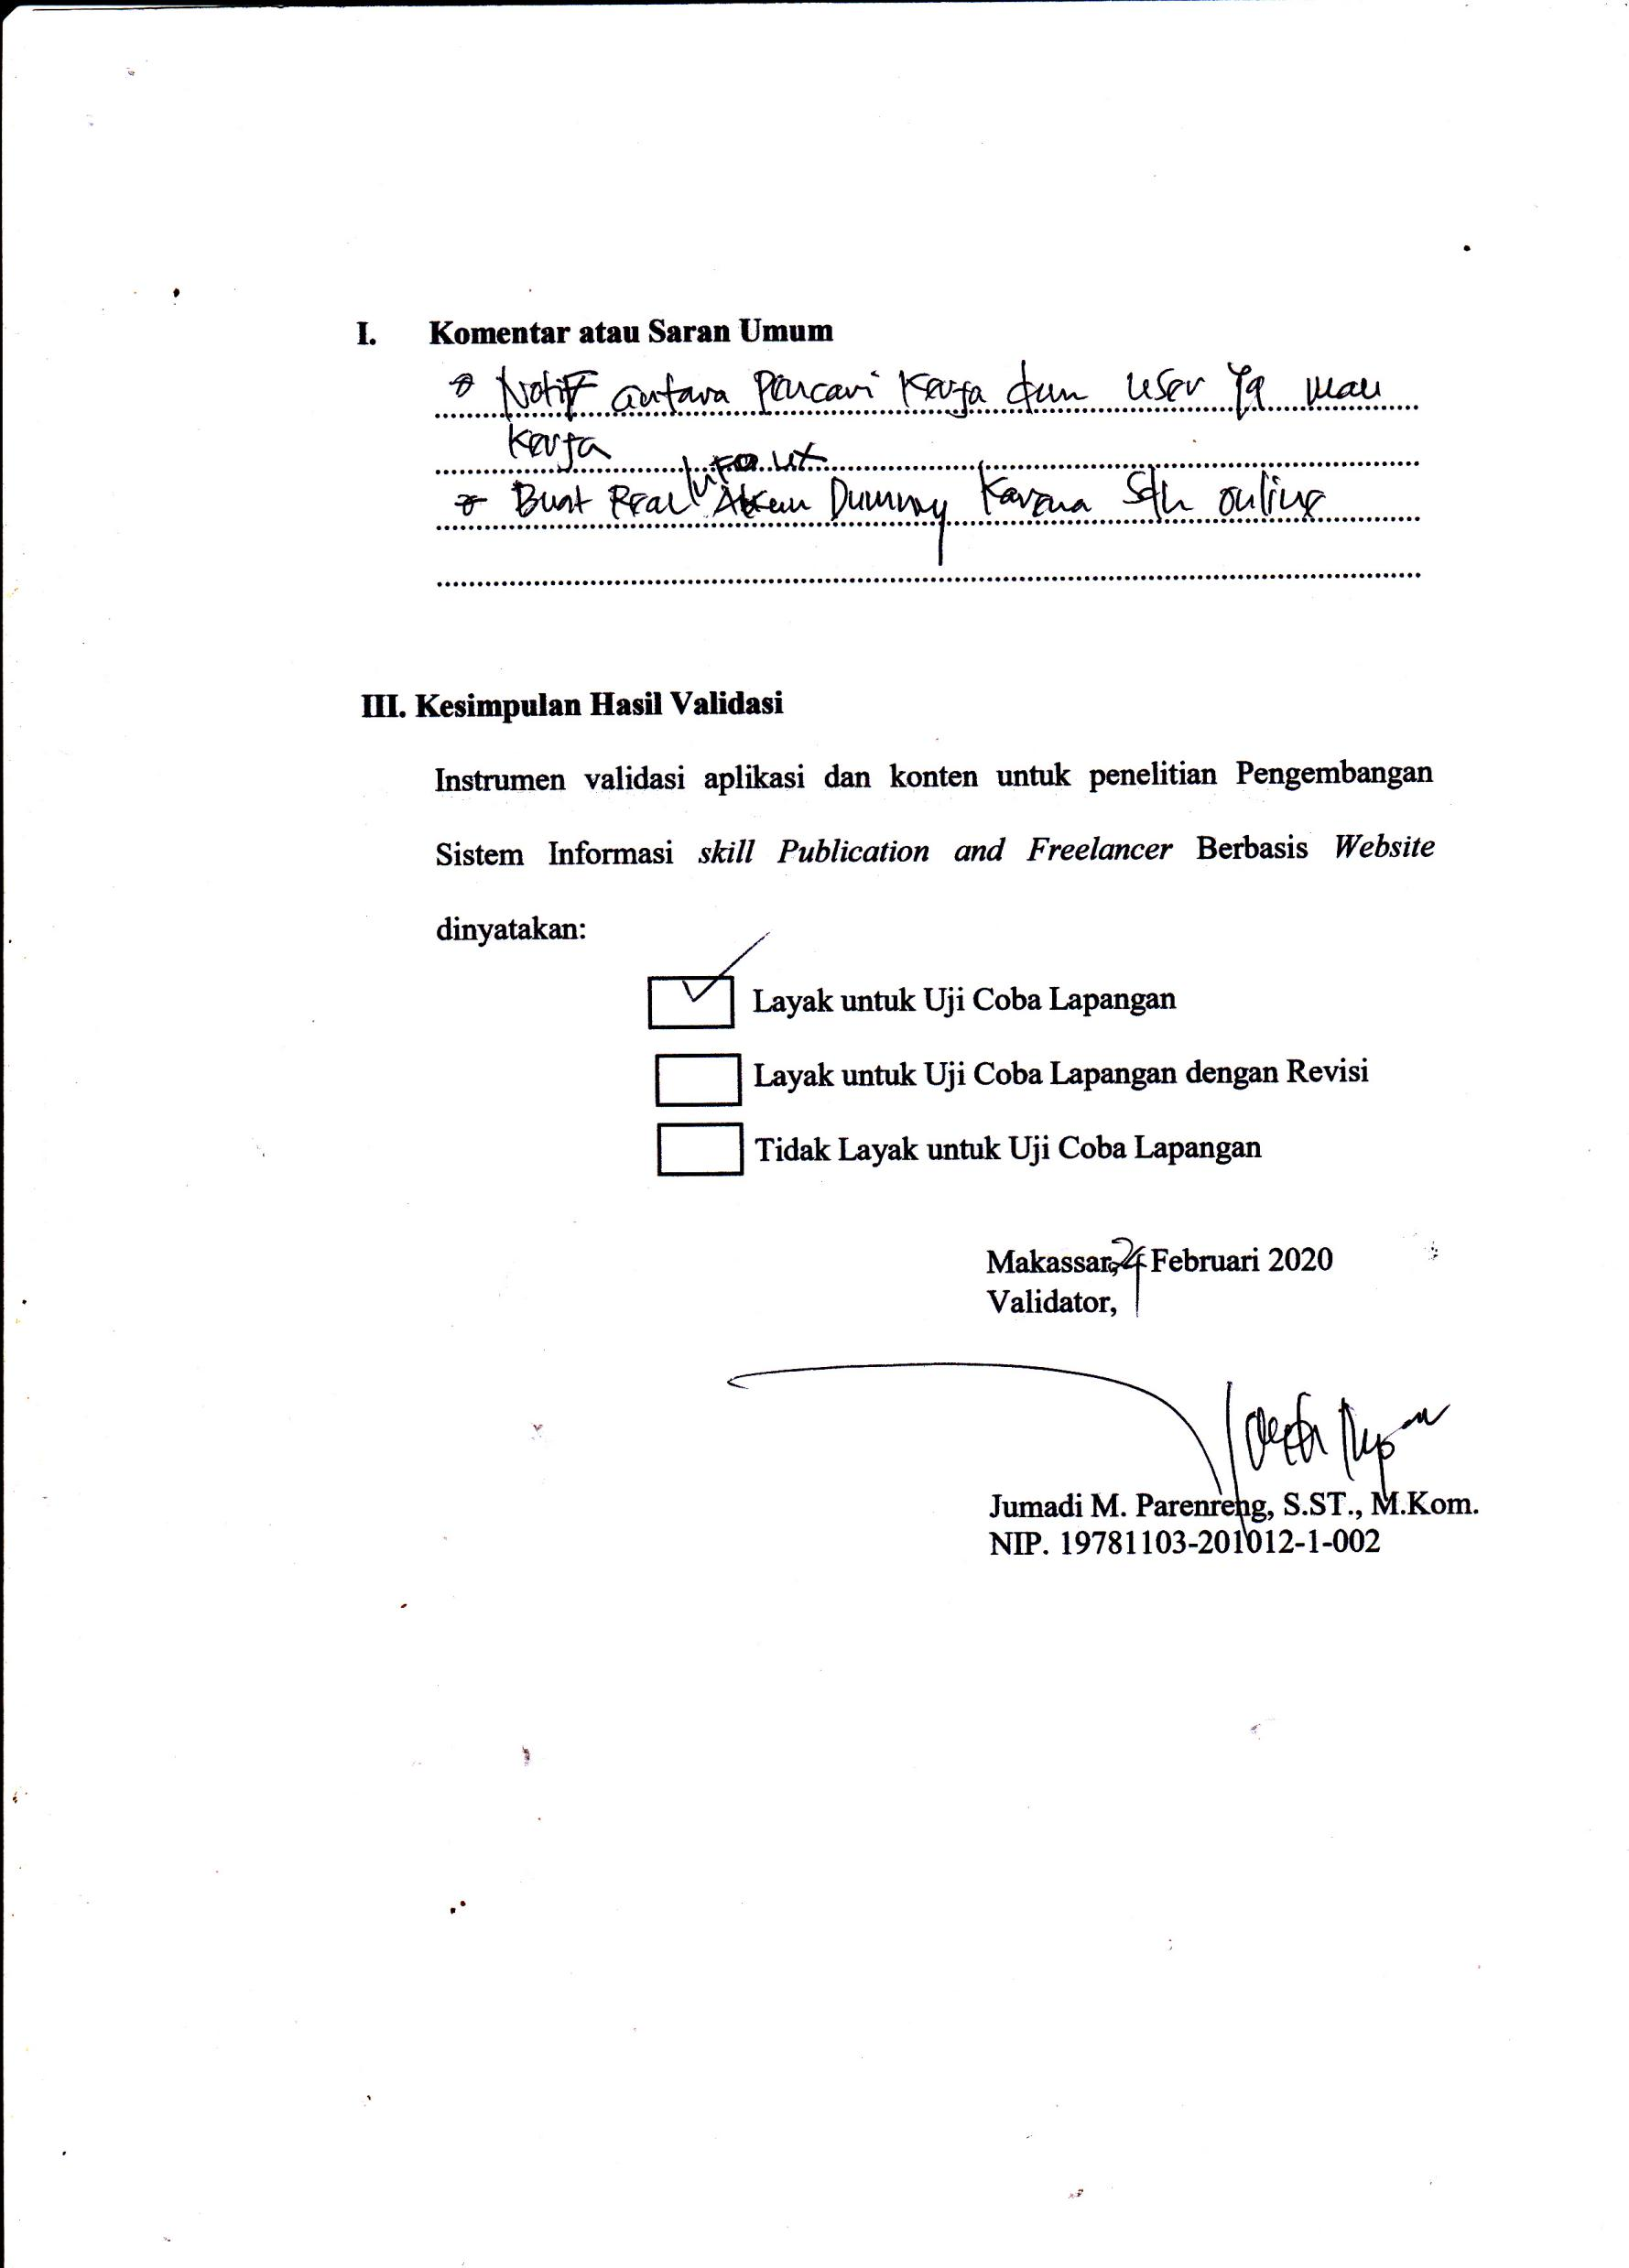 I. Komentar atau Saran Umum
* Notif antara Pencari Kerja dan User yg mau
Kerja
* Buat Real Akun Dummy Karena Sdh online
III. Kesimpulan Hasil Validasi
Instrumen validasi aplikasi dan konten untuk penelitian Pengembangan
Sistem Informasi skill Publication and Freelancer Berbasis Website
dinyatakan:
Layak untuk Uji Coba Lapangan
Layak untuk Uji Coba Lapangan dengan Revisi
Tidak Layak untuk Uji Coba Lapangan
Makassar, 24 Februari 2020
Validator,
Jumadi M. Parenreng, S.ST., M.Kom.
NIP. 19781103-201012-1-002